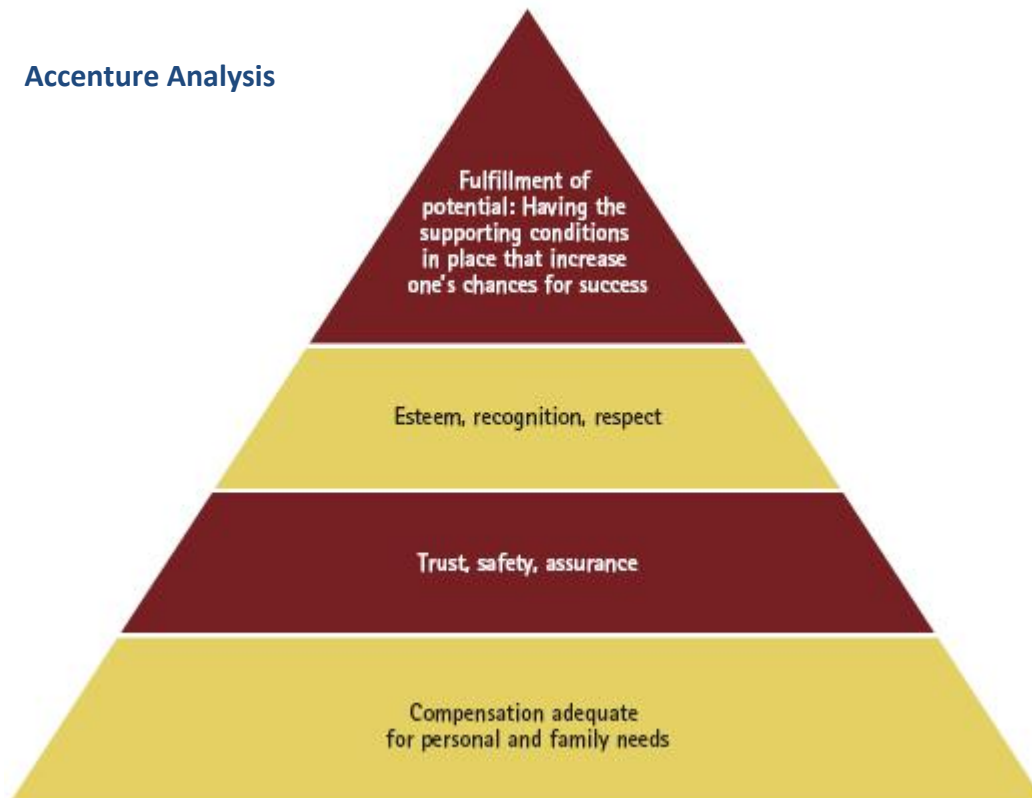 Accenture Analysis
Fulfillment of
potential: Having the
supporting conditions
in place that increase
one's chances for success
Esteem, recognition, respect
Trust, safety, assurance
Compensation adequate
for personal and family needs